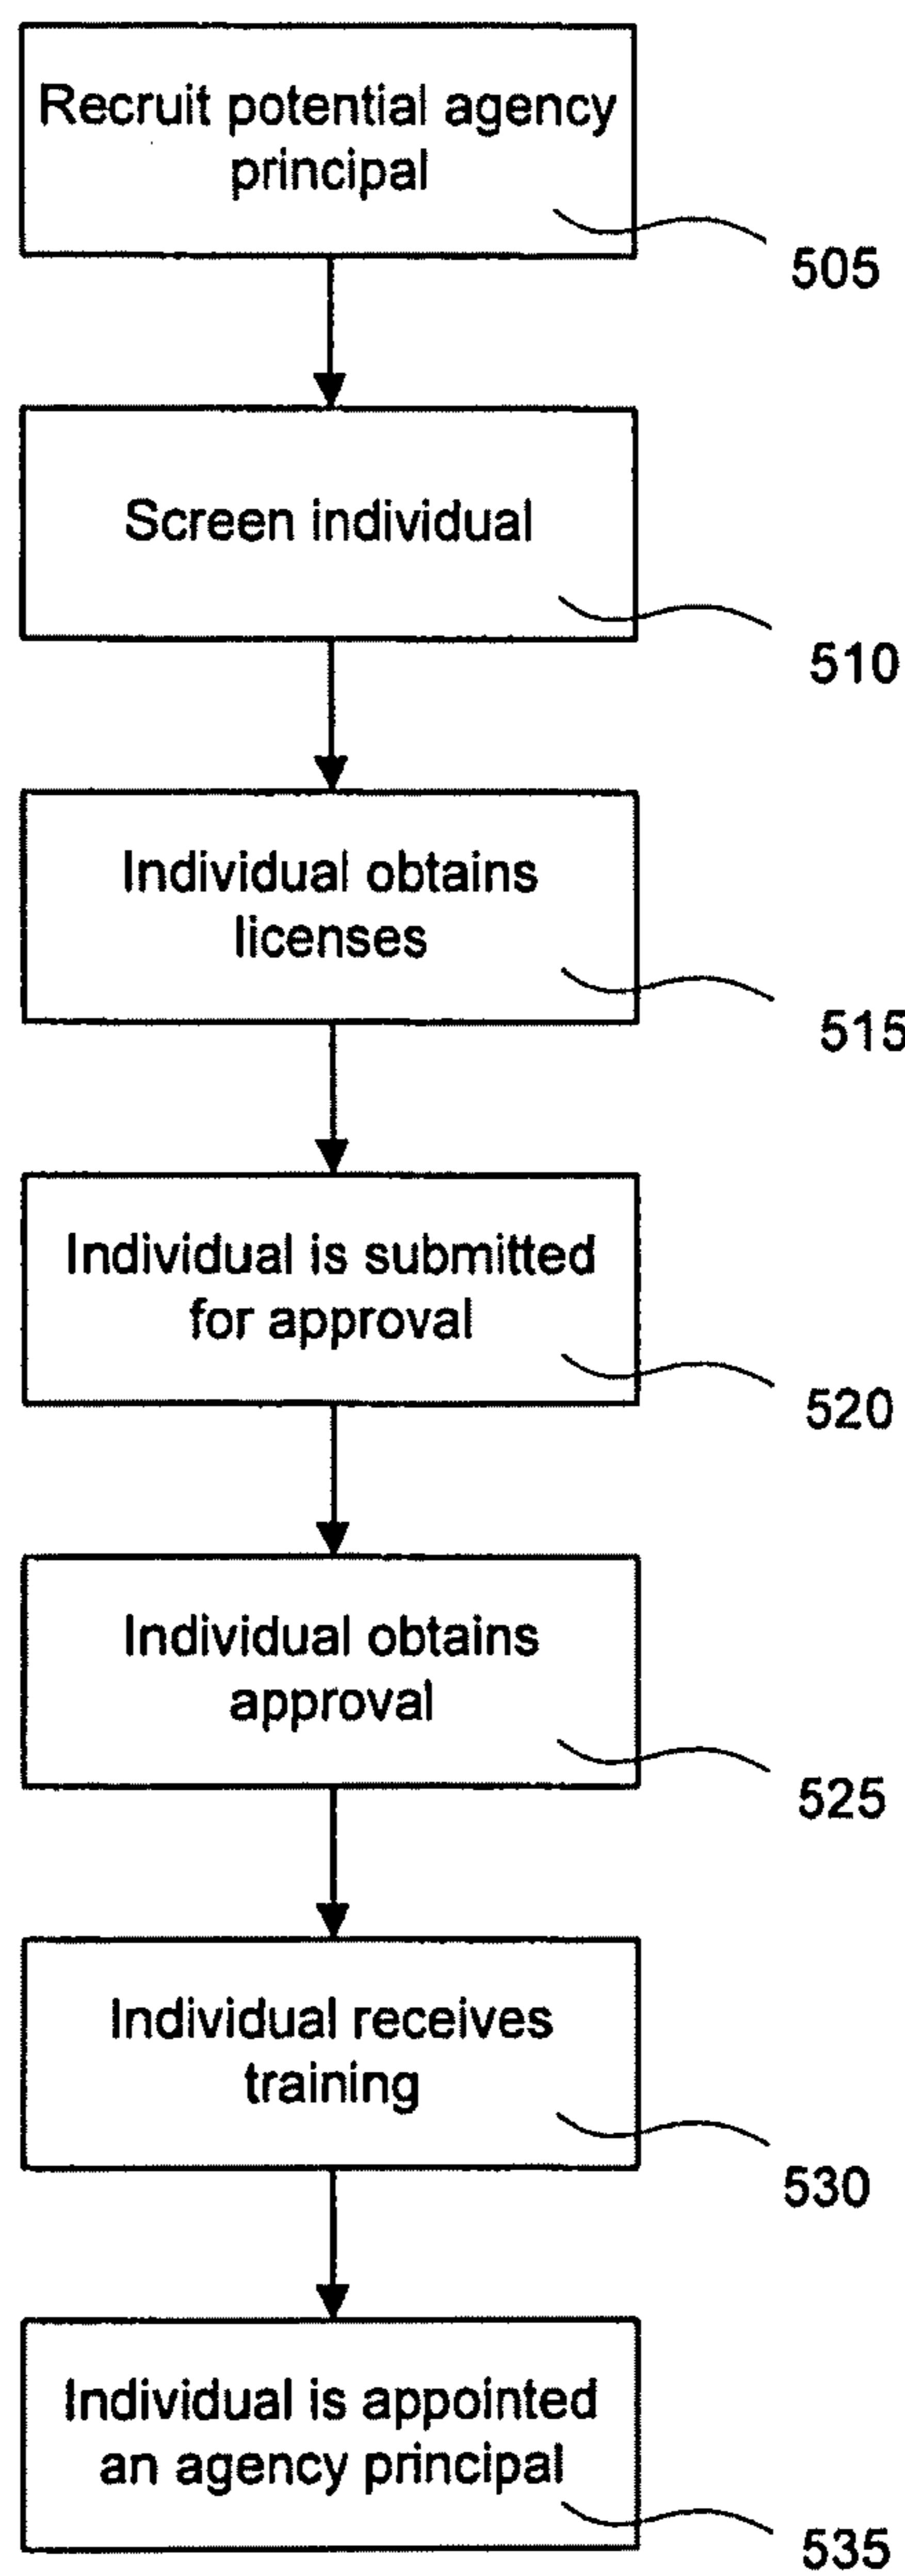 Recruit potential agency
principal
505
Screen individual
510
Individual obtains
licenses
515
Individual is submitted
for approval
520
Individual obtains
approval
525
Individual receives
training
530
Individual is appointed
an agency principal
535